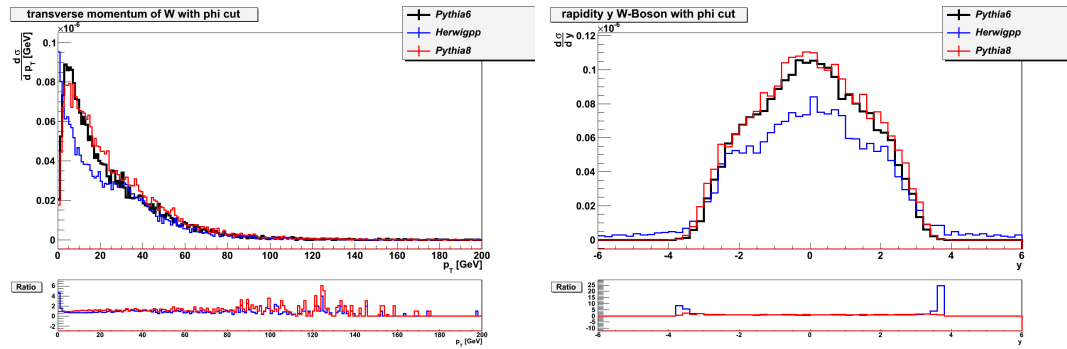 transverse momentum of W with phi cut
×10⁻⁶
Pythia6
Herwigpp
Pythia8
dσ
d p_T [GeV]
0.1
0.08
0.06
0.04
0.02
0
0 20 40 60 80 100 120 140 160 180 200
p_T [GeV]
Ratio
6
4
2
0
-2
0 20 40 60 80 100 120 140 160 180 200
p_T [GeV]
rapidity y W-Boson with phi cut
×10⁻⁶
Pythia6
Herwigpp
Pythia8
dσ
d y
0.12
0.1
0.08
0.06
0.04
0.02
0
-6 -4 -2 0 2 4 6
y
Ratio
25
20
15
10
5
0
-5
-10
-6 -4 -2 0 2 4 6
y